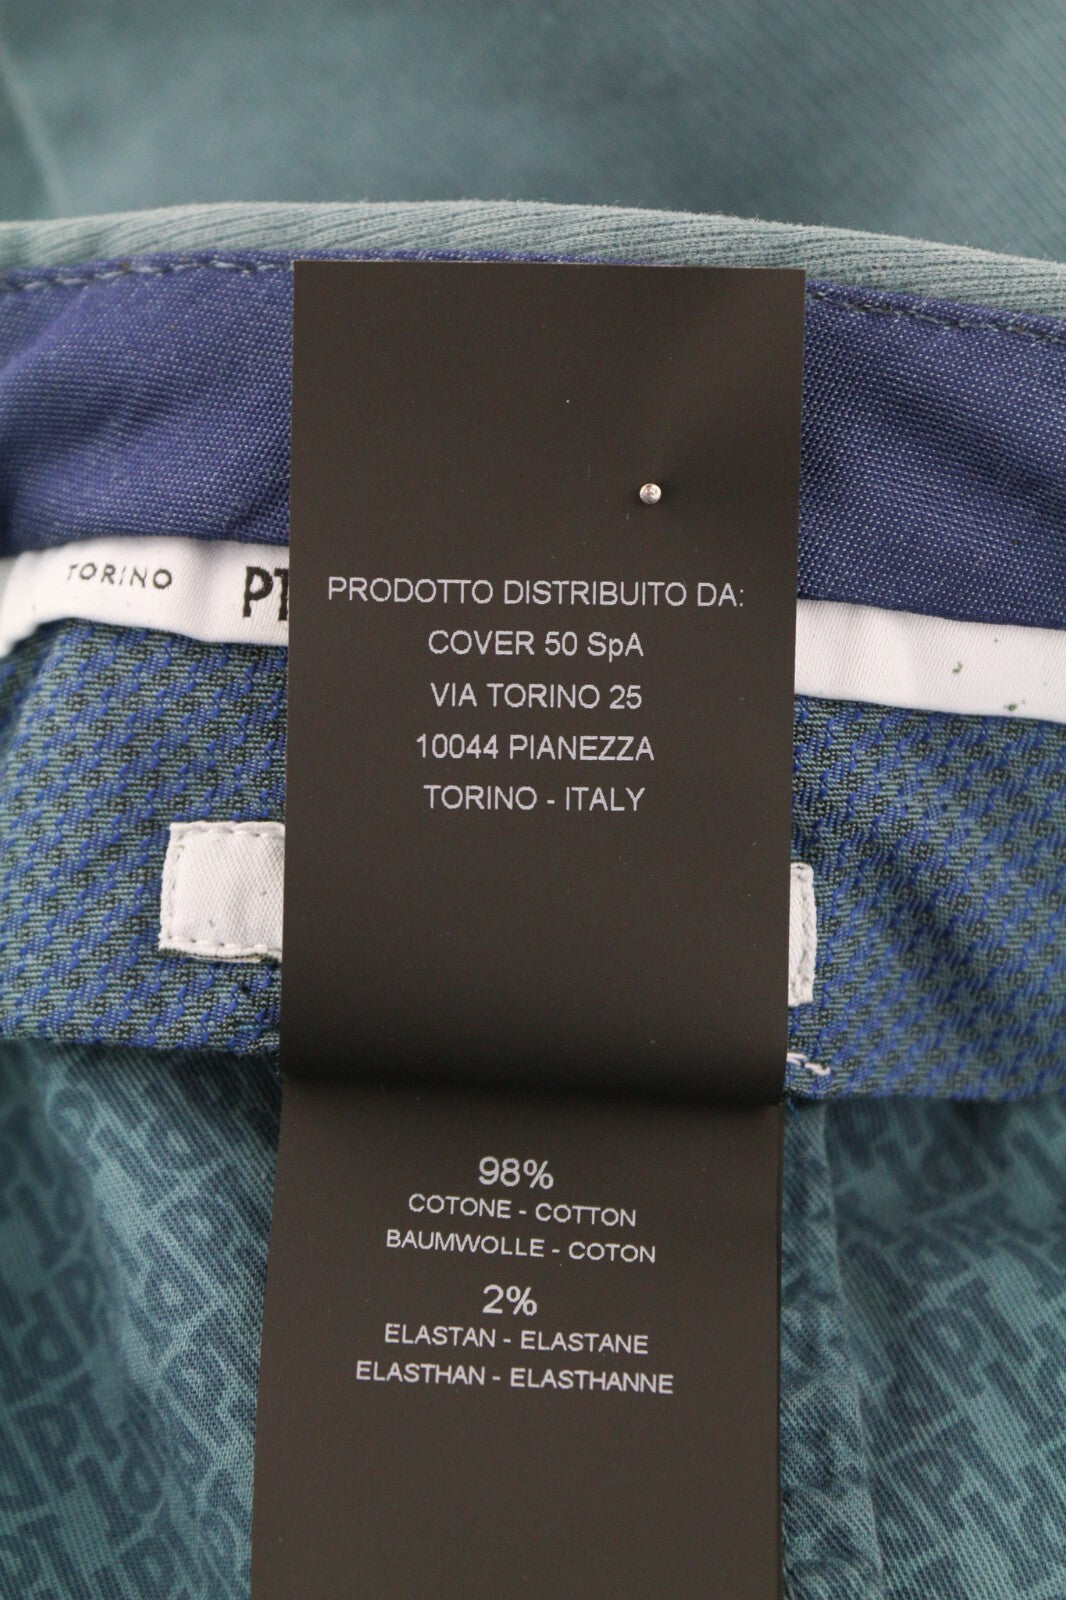 TORINO PT
PRODOTTO DISTRIBUITO DA:
COVER 50 SpA
VIA TORINO 25
10044 PIANEZZA
TORINO - ITALY
98%
COTONE - COTTON
BAUMWOLLE - COTON
2%
ELASTAN - ELASTANE
ELASTHAN - ELASTHANNE